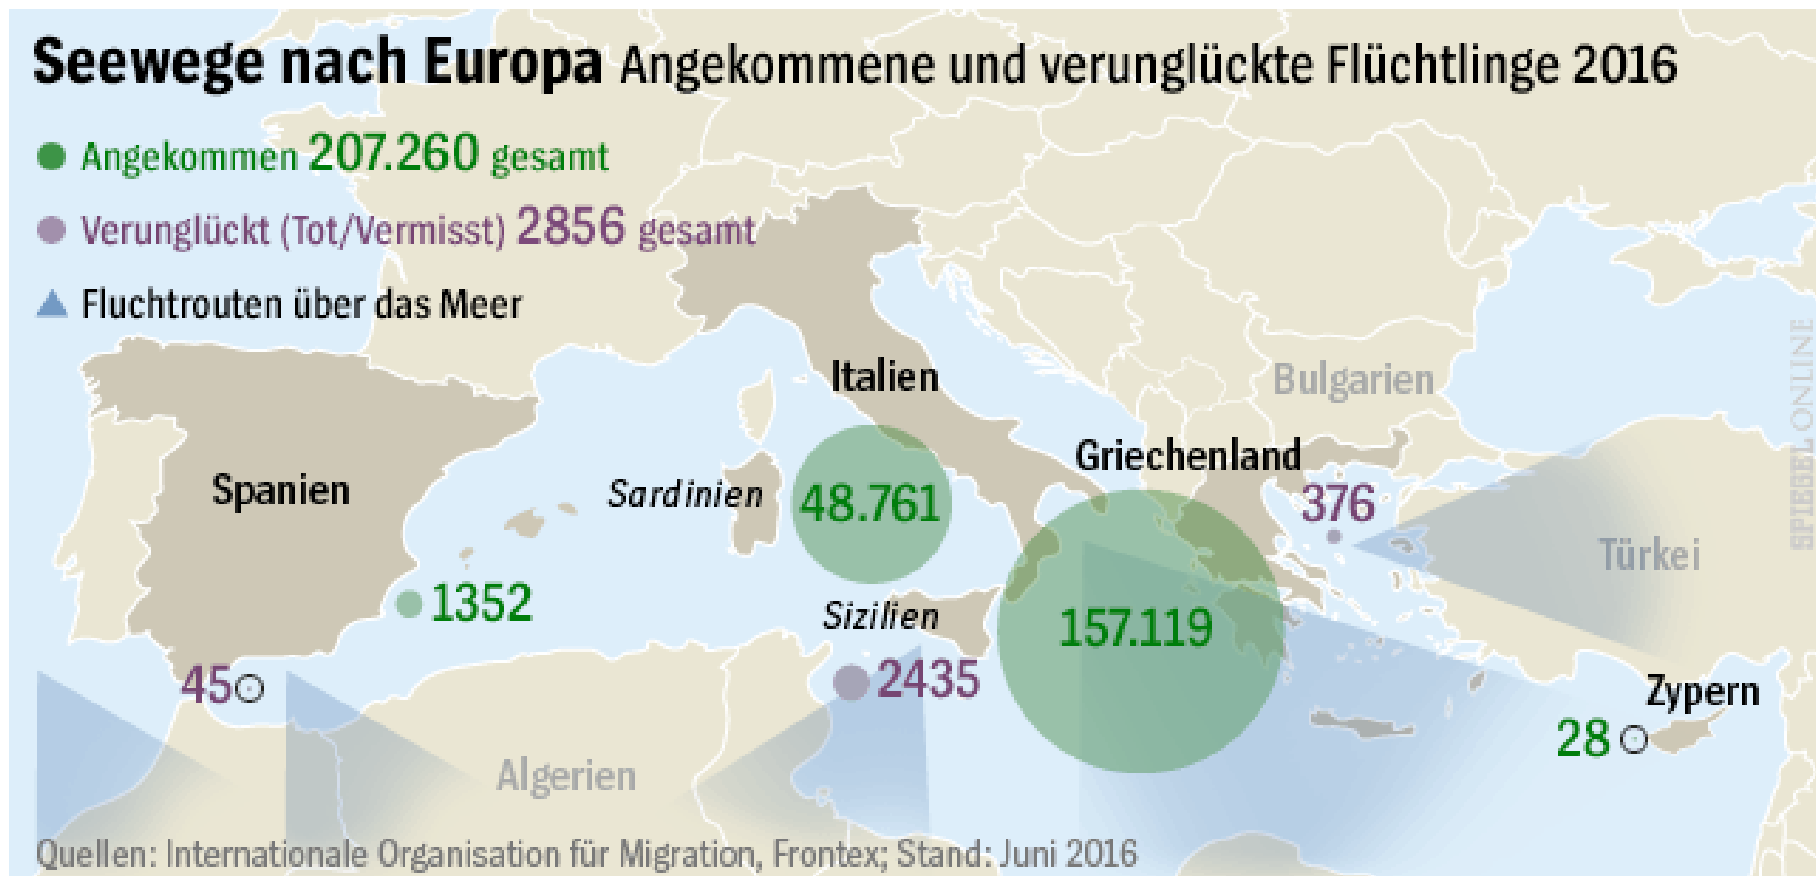 Seewege nach Europa Angekommene und verunglückte Flüchtlinge 2016
Angekommen 207.260 gesamt
Verunglückt (Tot/Vermisst) 2856 gesamt
Fluchtrouten über das Meer
Italien
Bulgarien
Griechenland
Spanien
Sardinien
48.761
376
Türkei
1352
Sizilien
157.119
45
2435
Zypern
28
Algerien
SPIEGEL ONLINE
Quellen: Internationale Organisation für Migration, Frontex; Stand: Juni 2016